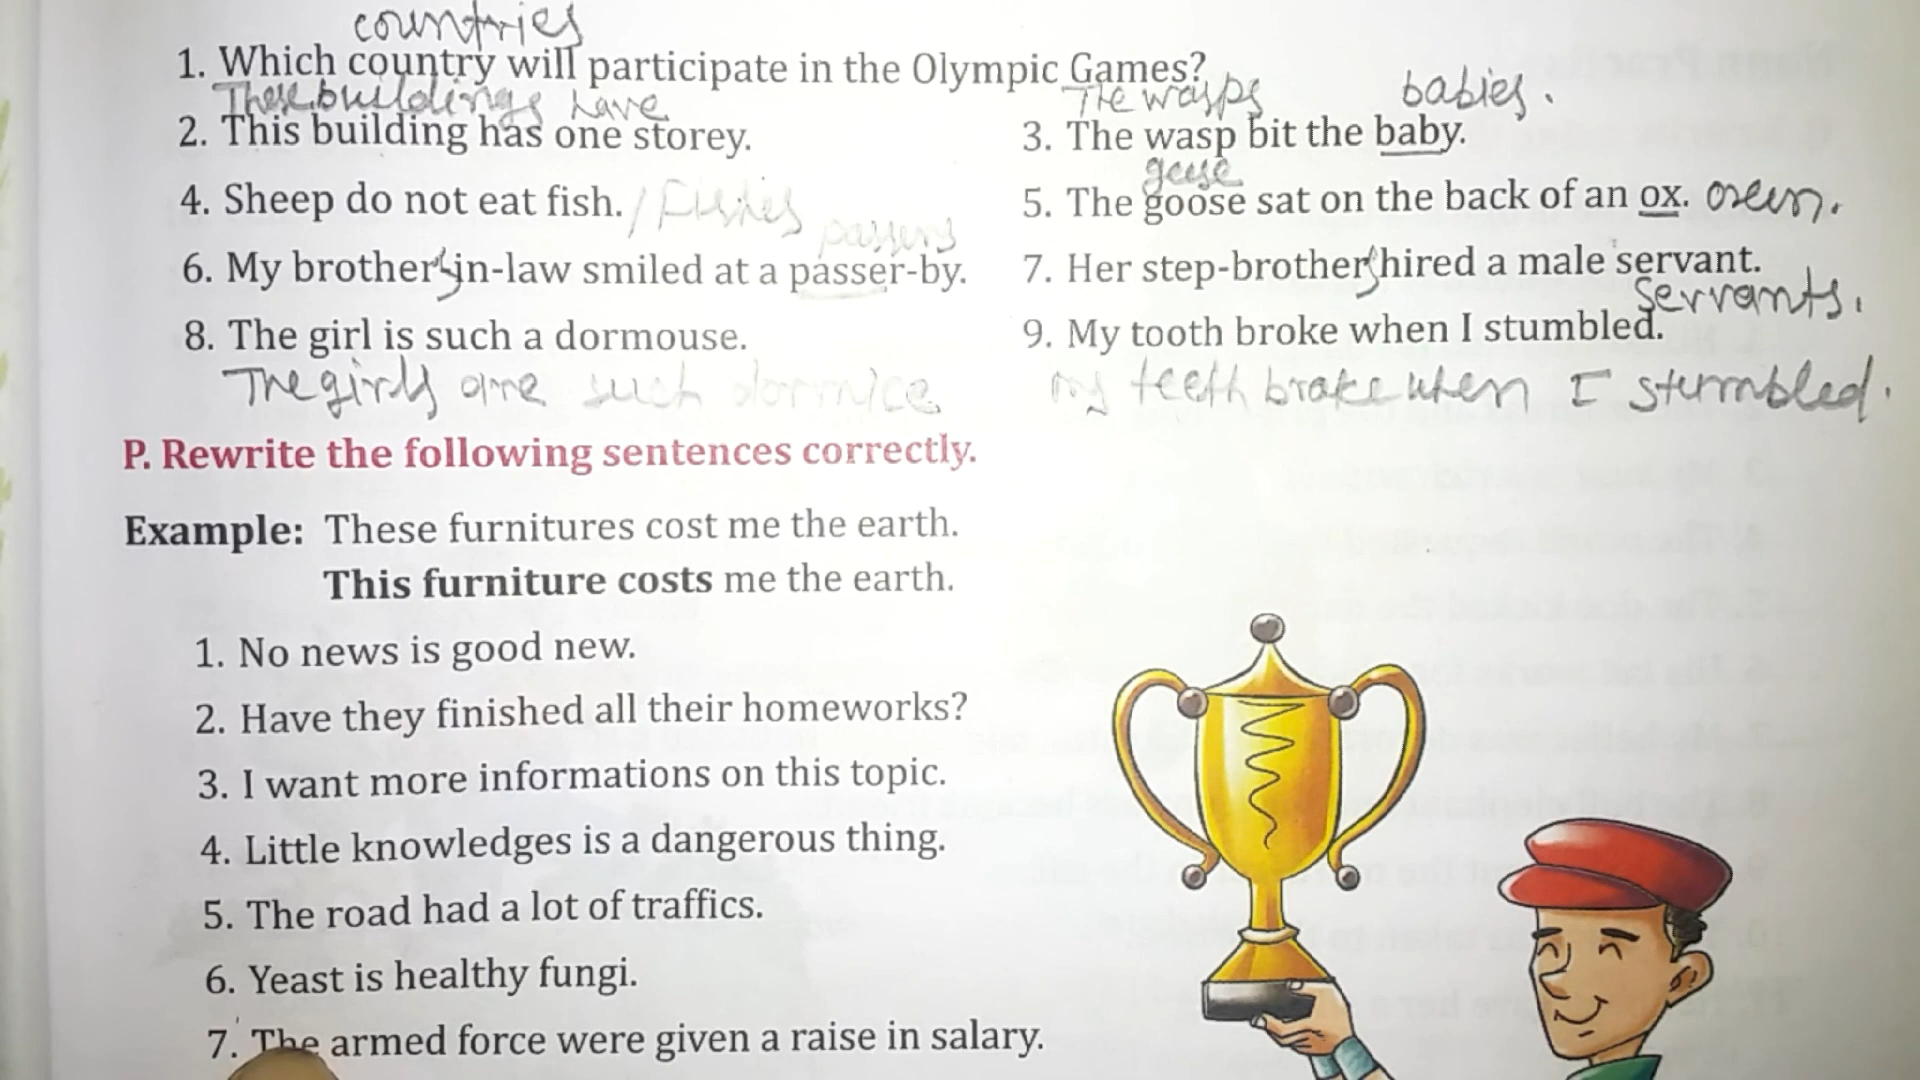 countries
1. Which country will participate in the Olympic Games?
These buildings have
The wasps babies.
2. This building has one storey.
3. The wasp bit the baby.
geese
4. Sheep do not eat fish. / Fishes
5. The goose sat on the back of an ox. oxen.
passers
6. My brothers-in-law smiled at a passer-by.
7. Her step-brothers hired a male servant.
servants.
8. The girl is such a dormouse.
9. My tooth broke when I stumbled.
The girls are such dormice
my teeth brake when I stumbled.
P. Rewrite the following sentences correctly.
Example: These furnitures cost me the earth.
This furniture costs me the earth.
1. No news is good new.
2. Have they finished all their homeworks?
3. I want more informations on this topic.
4. Little knowledges is a dangerous thing.
5. The road had a lot of traffics.
6. Yeast is healthy fungi.
7. The armed force were given a raise in salary.